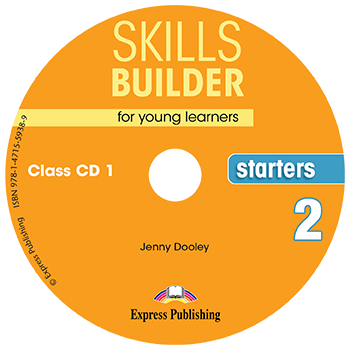 SKILLS
BUILDER
for young learners
Class CD 1
starters
2
Jenny Dooley
Express Publishing
© Express Publishing
ISBN 978-1-4715-5938-9